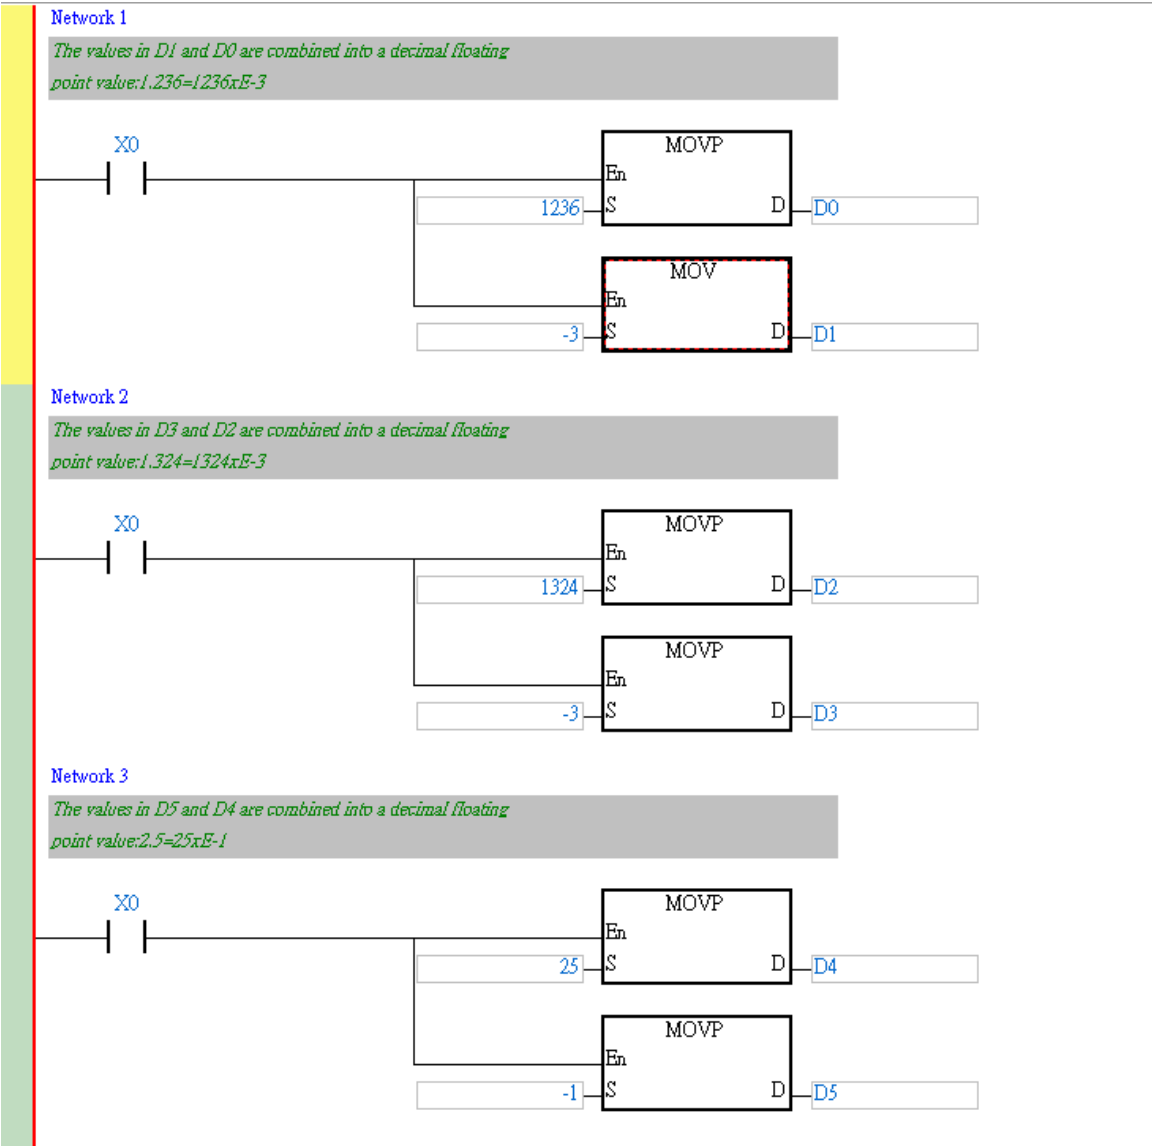 Network 1
The values in D1 and D0 are combined into a decimal floating
point value:1.236=1236xE-3
X0
MOVP
En
1236 S D D0
MOV
En
-3 S D D1
Network 2
The values in D3 and D2 are combined into a decimal floating
point value:1.324=1324xE-3
X0
MOVP
En
1324 S D D2
MOVP
En
-3 S D D3
Network 3
The values in D5 and D4 are combined into a decimal floating
point value:2.5=25xE-1
X0
MOVP
En
25 S D D4
MOVP
En
-1 S D D5